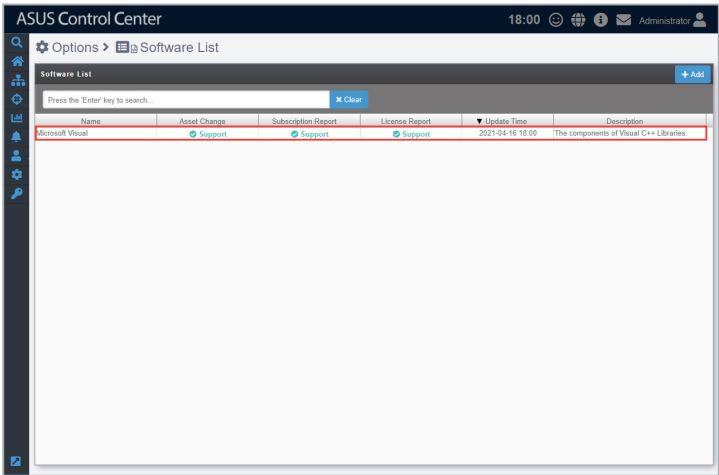 ASUS Control Center
18:00
Administrator
Options > Software List
Software List
+ Add
Press the 'Enter' key to search...
× Clear
Name Asset Change Subscription Report License Report ▼ Update Time Description
Microsoft Visual Support Support Support 2021-04-16 18:00 The components of Visual C++ Libraries.